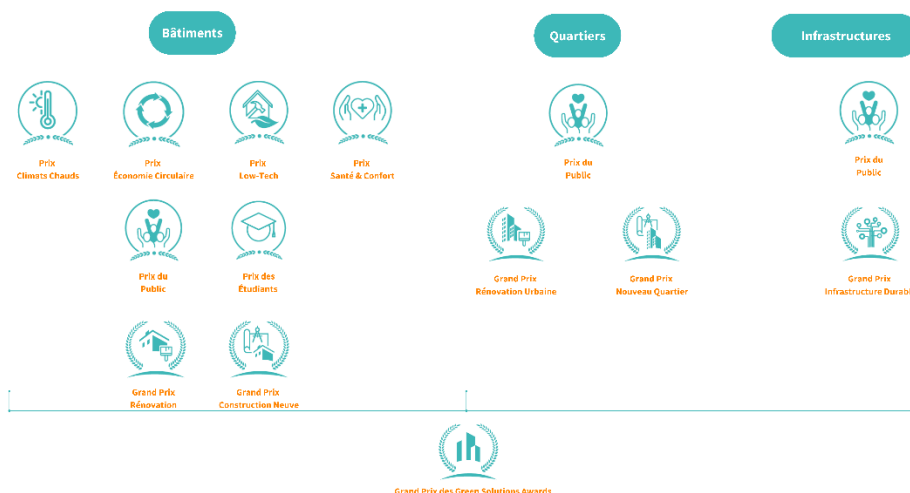 Bâtiments
Quartiers
Infrastructures
Prix
Climats Chauds
Prix
Économie Circulaire
Prix
Low-Tech
Prix
Santé & Confort
Prix du
Public
Prix du
Public
Prix du
Public
Prix des
Étudiants
Grand Prix
Rénovation Urbaine
Grand Prix
Nouveau Quartier
Grand Prix
Infrastructure Durabl
Grand Prix
Rénovation
Grand Prix
Construction Neuve
Grand Prix des Green Solutions Awards